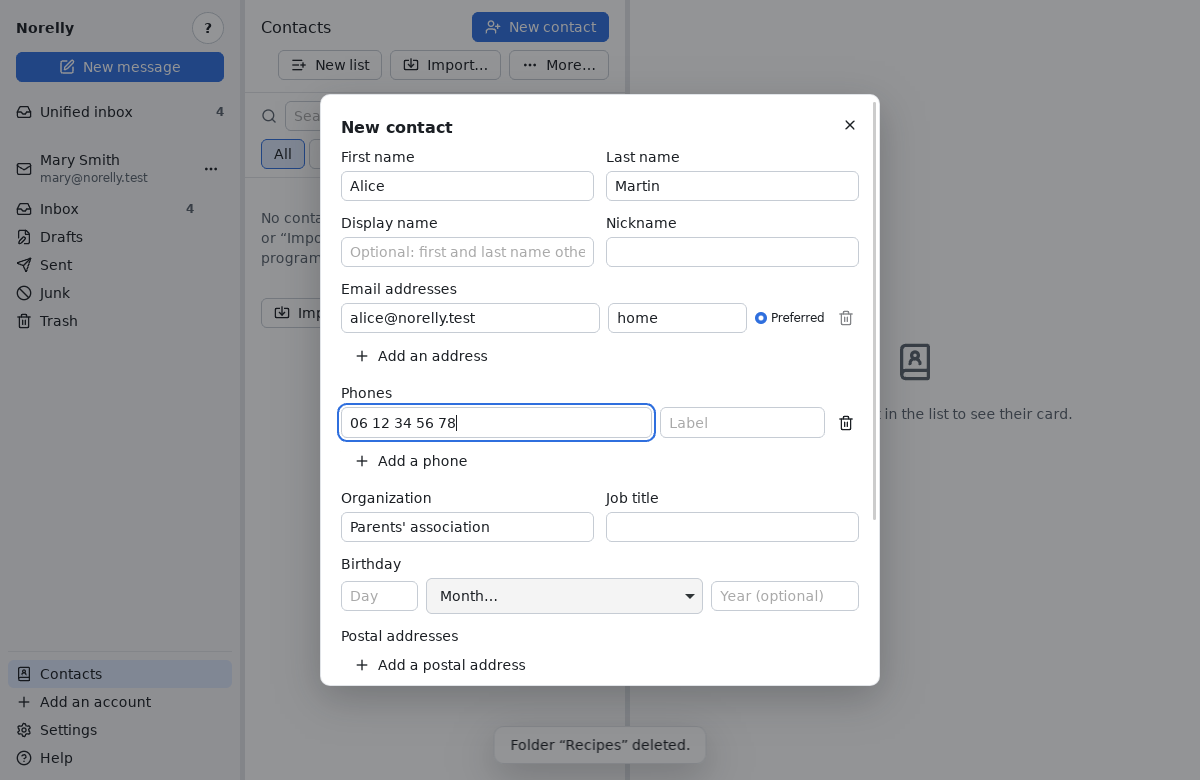 Norelly
?
New message
Unified inbox
4
Mary Smith
mary@norelly.test
Inbox
4
Drafts
Sent
Junk
Trash
Contacts
Add an account
Settings
Help
Contacts
New contact
New list
Import…
More…
Sea
All
No conta
or “Impo
program
Imp
New contact
First name
Last name
Alice
Martin
Display name
Nickname
Optional: first and last name othe
Email addresses
alice@norelly.test
home
Preferred
Add an address
Phones
06 12 34 56 78
Label
Add a phone
Organization
Job title
Parents' association
Birthday
Day
Month…
Year (optional)
Postal addresses
Add a postal address
in the list to see their card.
Folder “Recipes” deleted.